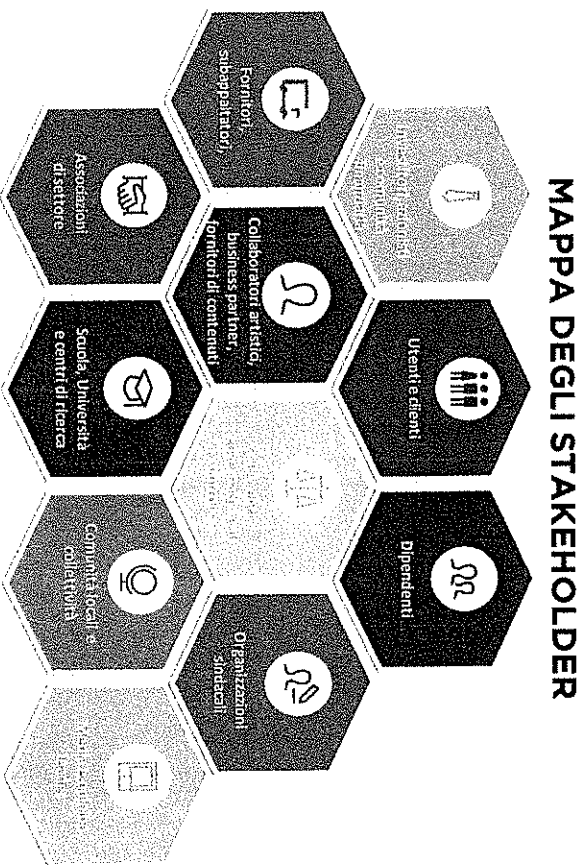 MAPPA DEGLI STAKEHOLDER
Utenti e clienti
Dipendenti
Fornitori,
subappaltatori,
Collaboratori artistici,
business partner,
fornitori di contenuti
Organizzazioni
sindacali
Associazioni
di settore
Scuola, Università
e centri di ricerca
Comunità locali e
collettività